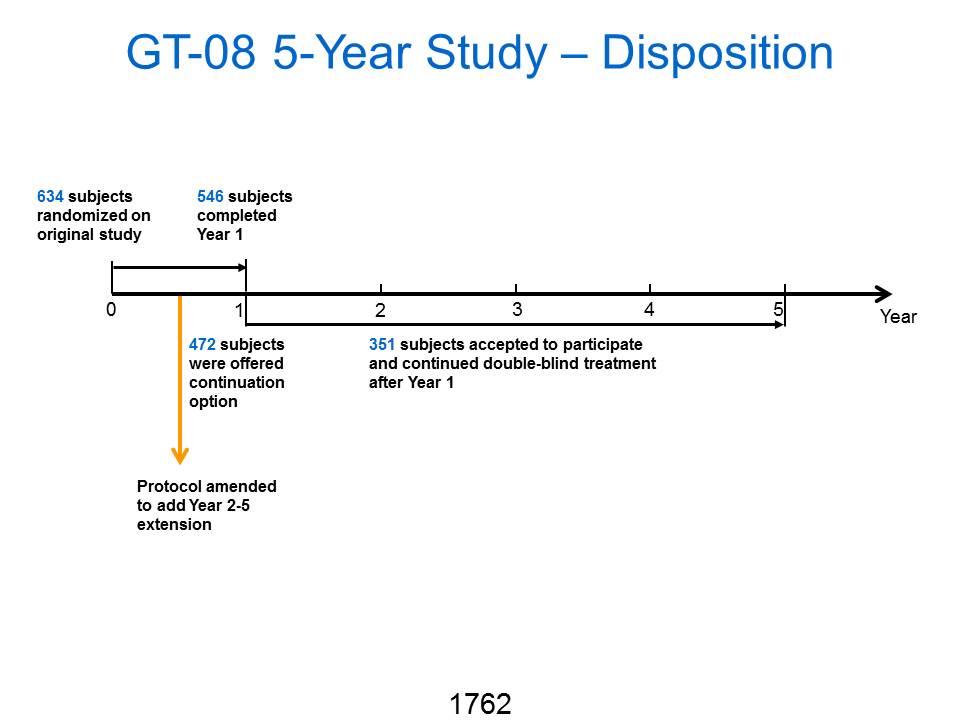 GT-08 5-Year Study – Disposition
634 subjects
randomized on
original study
546 subjects
completed
Year 1
0
1
2
3
4
5
Year
472 subjects
were offered
continuation
option
351 subjects accepted to participate
and continued double-blind treatment
after Year 1
Protocol amended
to add Year 2-5
extension
1762